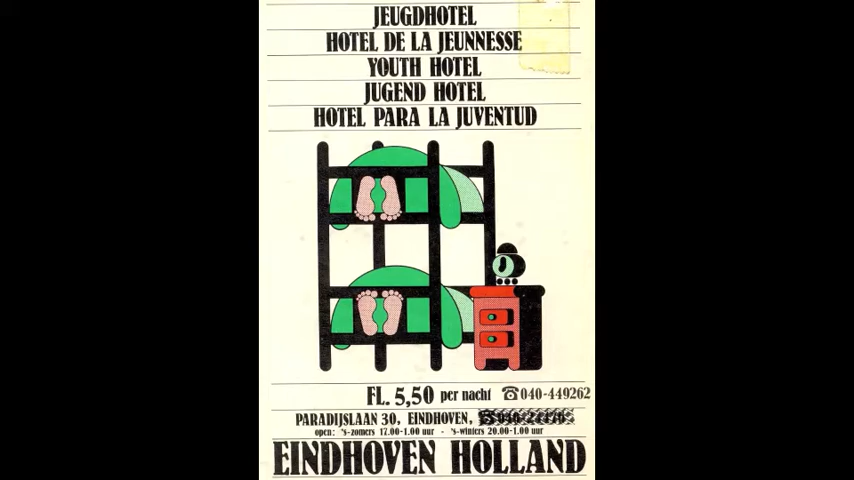 JEUGDHOTEL
HOTEL DE LA JEUNNESSE
YOUTH HOTEL
JUGEND HOTEL
HOTEL PARA LA JUVENTUD
FL. 5,50 per nacht ☎040-449262
PARADIJSLAAN 30, EINDHOVEN,
open: 's-zomers 17.00-1.00 uur - 's-winters 20.00-1.00 uur
EINDHOVEN HOLLAND